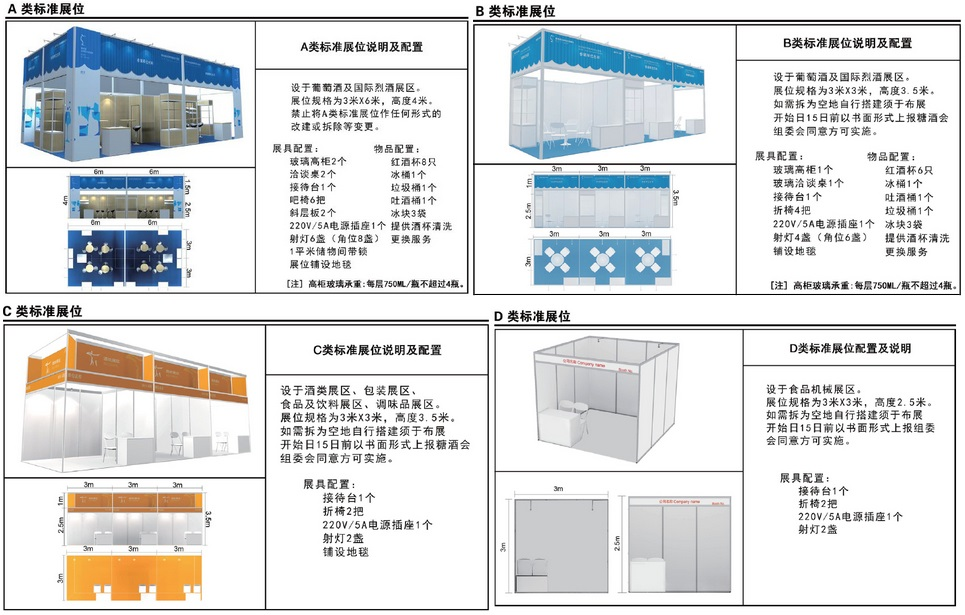 A 类标准展位
A类标准展位说明及配置
设于葡萄酒及国际烈酒展区。
展位规格为3米X6米，高度4米。
禁止将A类标准展位作任何形式的
改建或拆除等变更。
展具配置： 物品配置：
玻璃高柜2个 红酒杯8只
洽谈桌2个 冰桶1个
接待台1个 垃圾桶1个
吧椅6把 吐酒桶1个
斜层板2个 冰块3袋
220V/5A电源插座1个 提供酒杯清洗
射灯6盏（角位8盏） 更换服务
1平米储物间带锁
展位铺设地毯
[注] 高柜玻璃承重：每层750ML/瓶不超过4瓶。
6m 6m
4m
1.5m
2.5m
6m 6m
3m
3m
B 类标准展位
B类标准展位说明及配置
设于葡萄酒及国际烈酒展区。
展位规格为3米X3米，高度3.5米。
如需拆为空地自行搭建须于布展
开始日15日前以书面形式上报糖酒会
组委会同意方可实施。
展具配置： 物品配置：
玻璃高柜1个 红酒杯6只
玻璃洽谈桌1个 冰桶1个
接待台1个 吐酒桶1个
折椅4把 垃圾桶1个
220V/5A电源插座1个 冰块3袋
射灯4盏（角位6盏） 提供酒杯清洗
铺设地毯 更换服务
[注] 高柜玻璃承重：每层750ML/瓶不超过4瓶。
3m 3m 3m
1m
2.5m
3.5m
3m 3m 3m
3m
C 类标准展位
C类标准展位说明及配置
设于酒类展区、包装展区、
食品及饮料展区、调味品展区。
展位规格为3米X3米，高度3.5米。
如需拆为空地自行搭建须于布展
开始日15日前以书面形式上报糖酒会
组委会同意方可实施。
展具配置：
接待台1个
折椅2把
220V/5A电源插座1个
射灯2盏
铺设地毯
3m 3m 3m
1m
2.5m
3.5m
3m 3m 3m
3m
D 类标准展位
公司名称 Company name
Booth No.
D类标准展位配置及说明
设于食品机械展区。
展位规格为3米X3米，高度2.5米。
如需拆为空地自行搭建须于布展
开始日15日前以书面形式上报组委
会同意方可实施。
展具配置：
接待台1个
折椅2把
220V/5A电源插座1个
射灯2盏
3m
3m
2.5m
公司名称 Company name
Booth No.